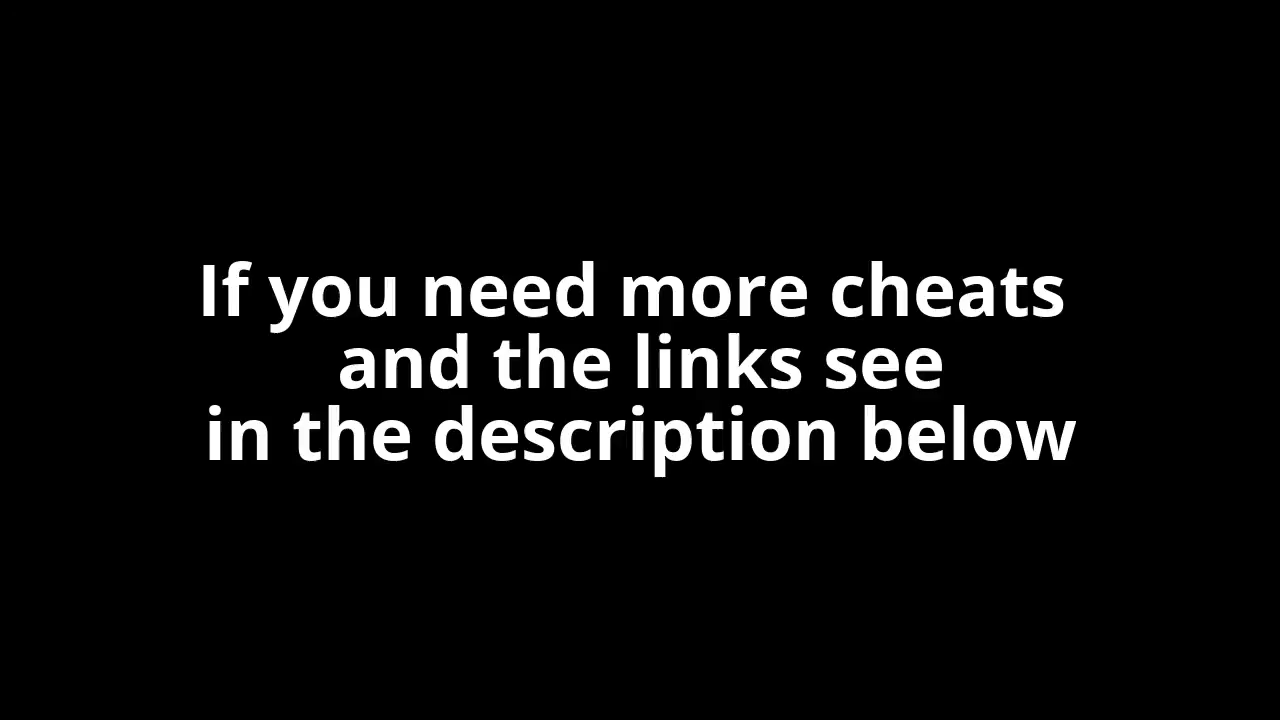 If you need more cheats
and the links see
in the description below